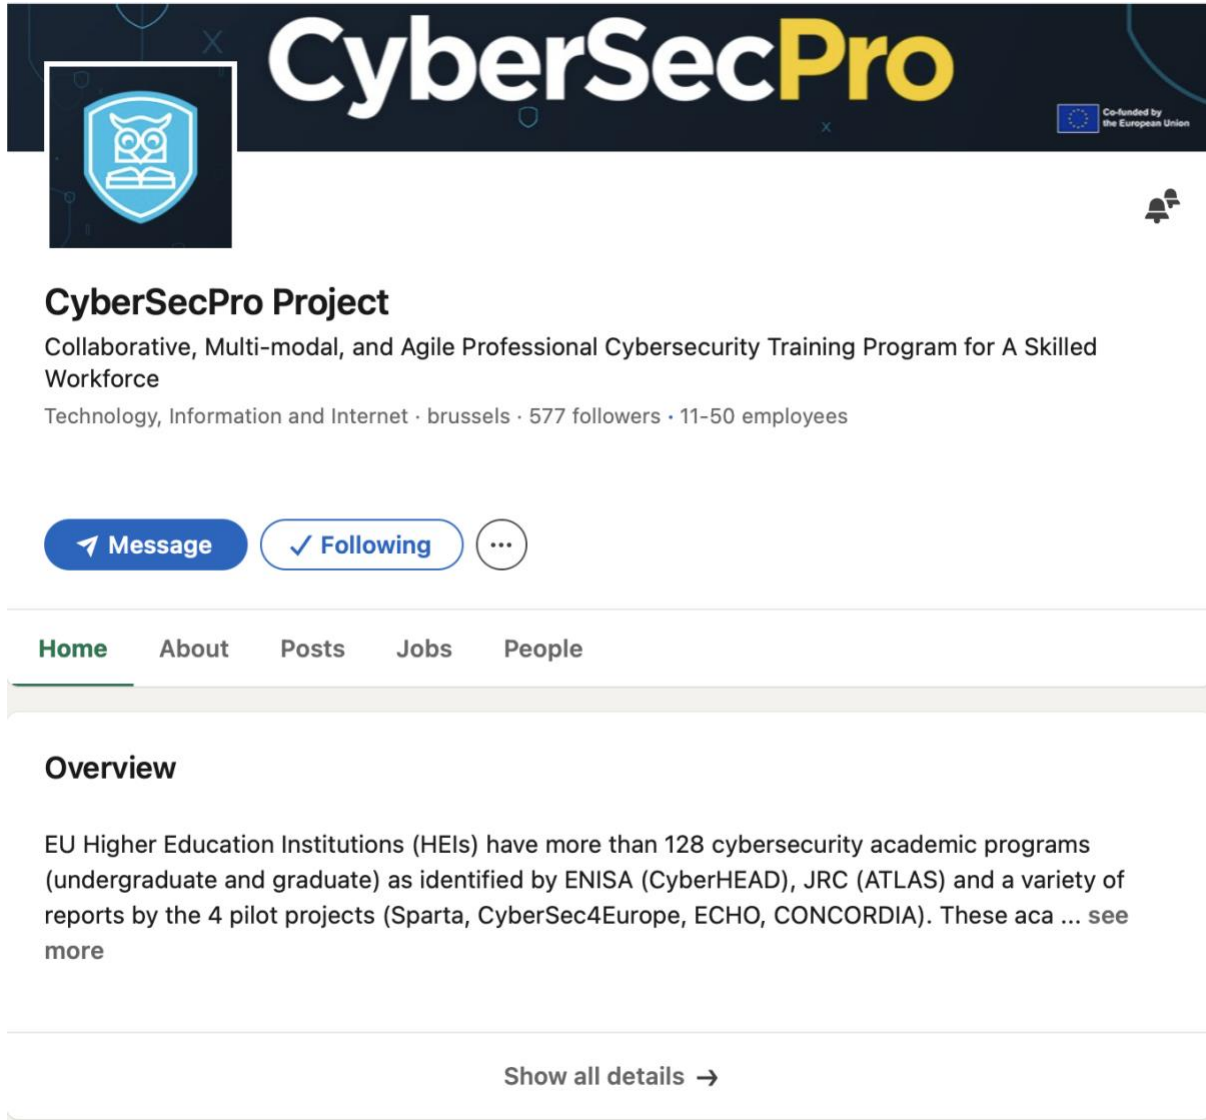 CyberSecPro
Co-funded by
the European Union
CyberSecPro Project
Collaborative, Multi-modal, and Agile Professional Cybersecurity Training Program for A Skilled
Workforce
Technology, Information and Internet · brussels · 577 followers · 11-50 employees
Message
Following
Home
About
Posts
Jobs
People
Overview
EU Higher Education Institutions (HEIs) have more than 128 cybersecurity academic programs
(undergraduate and graduate) as identified by ENISA (CyberHEAD), JRC (ATLAS) and a variety of
reports by the 4 pilot projects (Sparta, CyberSec4Europe, ECHO, CONCORDIA). These aca ... see
more
Show all details →